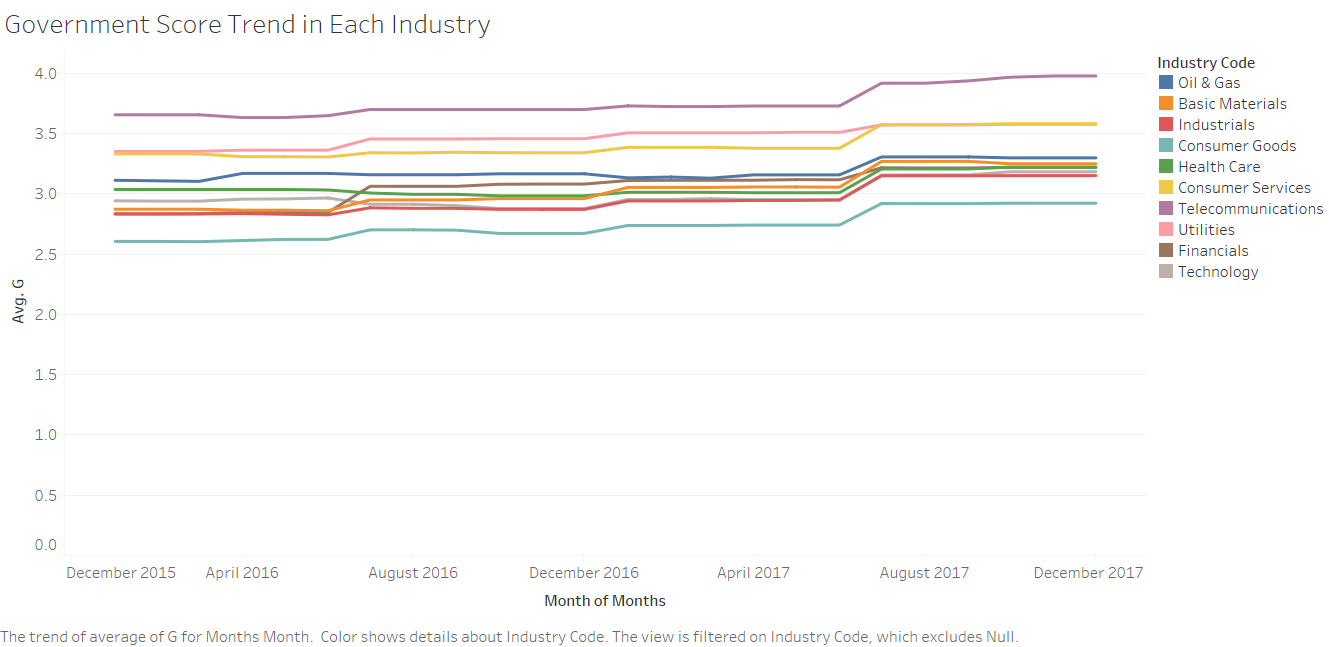 Government Score Trend in Each Industry
Industry Code
Oil & Gas
Basic Materials
Industrials
Consumer Goods
Health Care
Consumer Services
Telecommunications
Utilities
Financials
Technology
Avg. G
4.0
3.5
3.0
2.5
2.0
1.5
1.0
0.5
0.0
December 2015 April 2016 August 2016 December 2016 April 2017 August 2017 December 2017
Month of Months
The trend of average of G for Months Month. Color shows details about Industry Code. The view is filtered on Industry Code, which excludes Null.